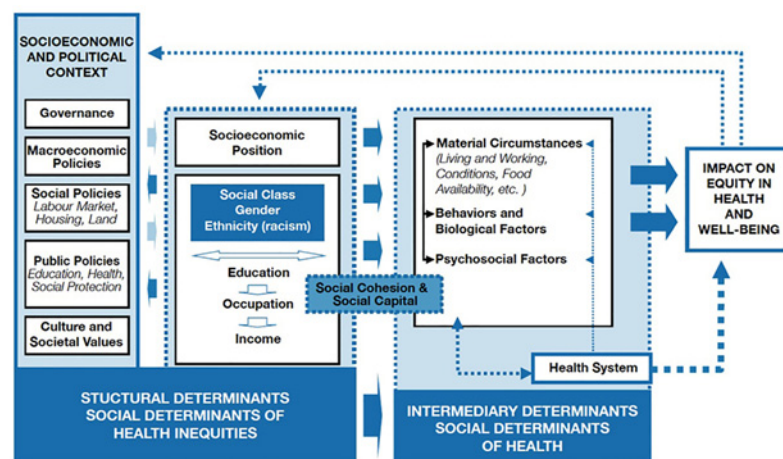 SOCIOECONOMIC
AND POLITICAL
CONTEXT
Governance
Macroeconomic
Policies
Social Policies
Labour Market,
Housing, Land
Public Policies
Education, Health,
Social Protection
Culture and
Societal Values
Socioeconomic
Position
Social Class
Gender
Ethnicity (racism)
Education
Occupation
Income
Social Cohesion &
Social Capital
Material Circumstances
(Living and Working,
Conditions, Food
Availability, etc. )
Behaviors and
Biological Factors
Psychosocial Factors
Health System
IMPACT ON
EQUITY IN
HEALTH
AND
WELL-BEING
STUCTURAL DETERMINANTS
SOCIAL DETERMINANTS OF
HEALTH INEQUITIES
INTERMEDIARY DETERMINANTS
SOCIAL DETERMINANTS
OF HEALTH